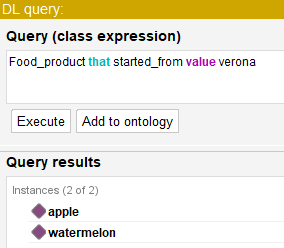 DL query:
Query (class expression)
Food_product that started_from value verona
Execute Add to ontology
Query results
Instances (2 of 2)
apple
watermelon